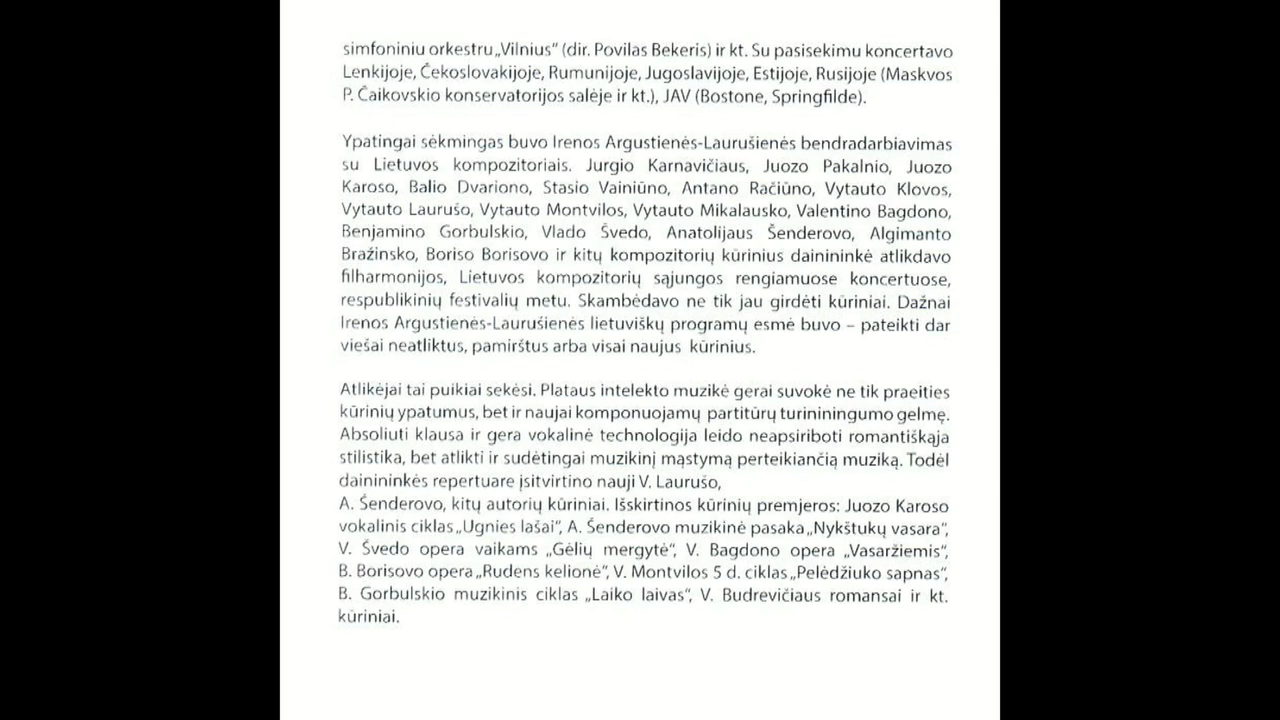 simfoniniu orkestru „Vilnius“ (dir. Povilas Bekeris) ir kt. Su pasisekimu koncertavo
Lenkijoje, Čekoslovakijoje, Rumunijoje, Jugoslavijoje, Estijoje, Rusijoje (Maskvos
P. Čaikovskio konservatorijos salėje ir kt.), JAV (Bostone, Springfilde).
Ypatingai sėkmingas buvo Irenos Argustienės-Laurušienės bendradarbiavimas
su Lietuvos kompozitoriais. Jurgio Karnavičiaus, Juozo Pakalnio, Juozo
Karoso, Balio Dvariono, Stasio Vainiūno, Antano Račiūno, Vytauto Klovos,
Vytauto Laurušo, Vytauto Montvilos, Vytauto Mikalausko, Valentino Bagdono,
Benjamino Gorbulskio, Vlado Švedo, Anatolijaus Šenderovo, Algimanto
Bražinsko, Boriso Borisovo ir kitų kompozitorių kūrinius dainininkė atlikdavo
filharmonijos, Lietuvos kompozitorių sąjungos rengiamuose koncertuose,
respublikinių festivalių metu. Skambėdavo ne tik jau girdėti kūriniai. Dažnai
Irenos Argustienės-Laurušienės lietuviškų programų esmė buvo – pateikti dar
viešai neatliktus, pamirštus arba visai naujus kūrinius.
Atlikėjai tai puikiai sekėsi. Plataus intelekto muzikė gerai suvokė ne tik praeities
kūrinių ypatumus, bet ir naujai komponuojamų partitūrų turininingumo gelmę.
Absoliuti klausa ir gera vokalinė technologija leido neapsiriboti romantiškąja
stilistika, bet atlikti ir sudėtingai muzikinį mąstymą perteikiančią muziką. Todėl
dainininkės repertuare įsitvirtino nauji V. Laurušo,
A. Šenderovo, kitų autorių kūriniai. Išskirtinos kūrinių premjeros: Juozo Karoso
vokalinis ciklas „Ugnies lašai“, A. Šenderovo muzikinė pasaka „Nykštukų vasara“,
V. Švedo opera vaikams „Gėlių mergytė“, V. Bagdono opera „Vasaržiemis“,
B. Borisovo opera „Rudens kelionė“, V. Montvilos 5 d. ciklas „Pelėdžiuko sapnas“,
B. Gorbulskio muzikinis ciklas „Laiko laivas“, V. Budrevičiaus romansai ir kt.
kūriniai.